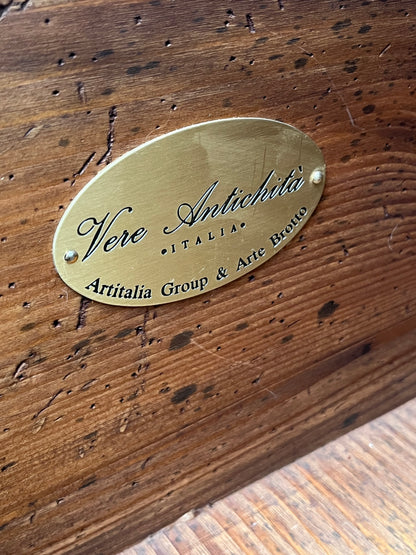 Vere Antichità
•ITALIA•
Artitalia Group & Arte Brotto